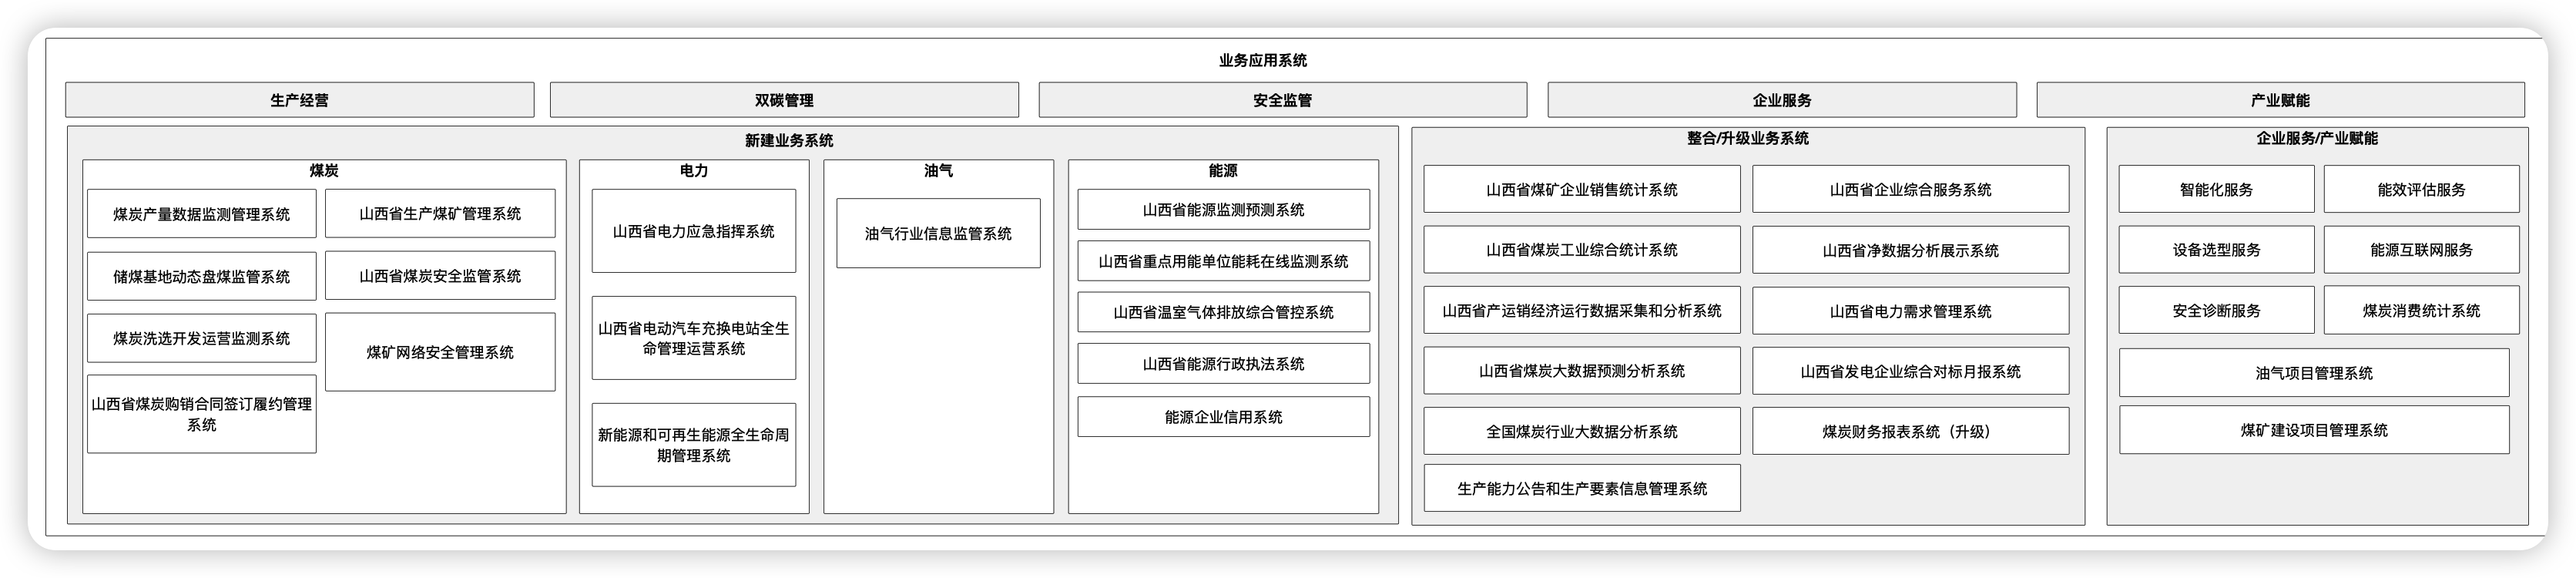 业务应用系统
生产经营
双碳管理
安全监管
企业服务
产业赋能
新建业务系统
煤炭
煤炭产量数据监测管理系统
山西省生产煤矿管理系统
储煤基地动态盘煤监管系统
山西省煤炭安全监管系统
煤炭洗选开发运营监测系统
煤矿网络安全管理系统
山西省煤炭购销合同签订履约管理
系统
电力
山西省电力应急指挥系统
山西省电动汽车充换电站全生
命管理运营系统
新能源和可再生能源全生命周
期管理系统
油气
油气行业信息监管系统
能源
山西省能源监测预测系统
山西省重点用能单位能耗在线监测系统
山西省温室气体排放综合管控系统
山西省能源行政执法系统
能源企业信用系统
整合/升级业务系统
山西省煤矿企业销售统计系统
山西省企业综合服务系统
山西省煤炭工业综合统计系统
山西省净数据分析展示系统
山西省产运销经济运行数据采集和分析系统
山西省电力需求管理系统
山西省煤炭大数据预测分析系统
山西省发电企业综合对标月报系统
全国煤炭行业大数据分析系统
煤炭财务报表系统（升级）
生产能力公告和生产要素信息管理系统
企业服务/产业赋能
智能化服务
能效评估服务
设备选型服务
能源互联网服务
安全诊断服务
煤炭消费统计系统
油气项目管理系统
煤矿建设项目管理系统